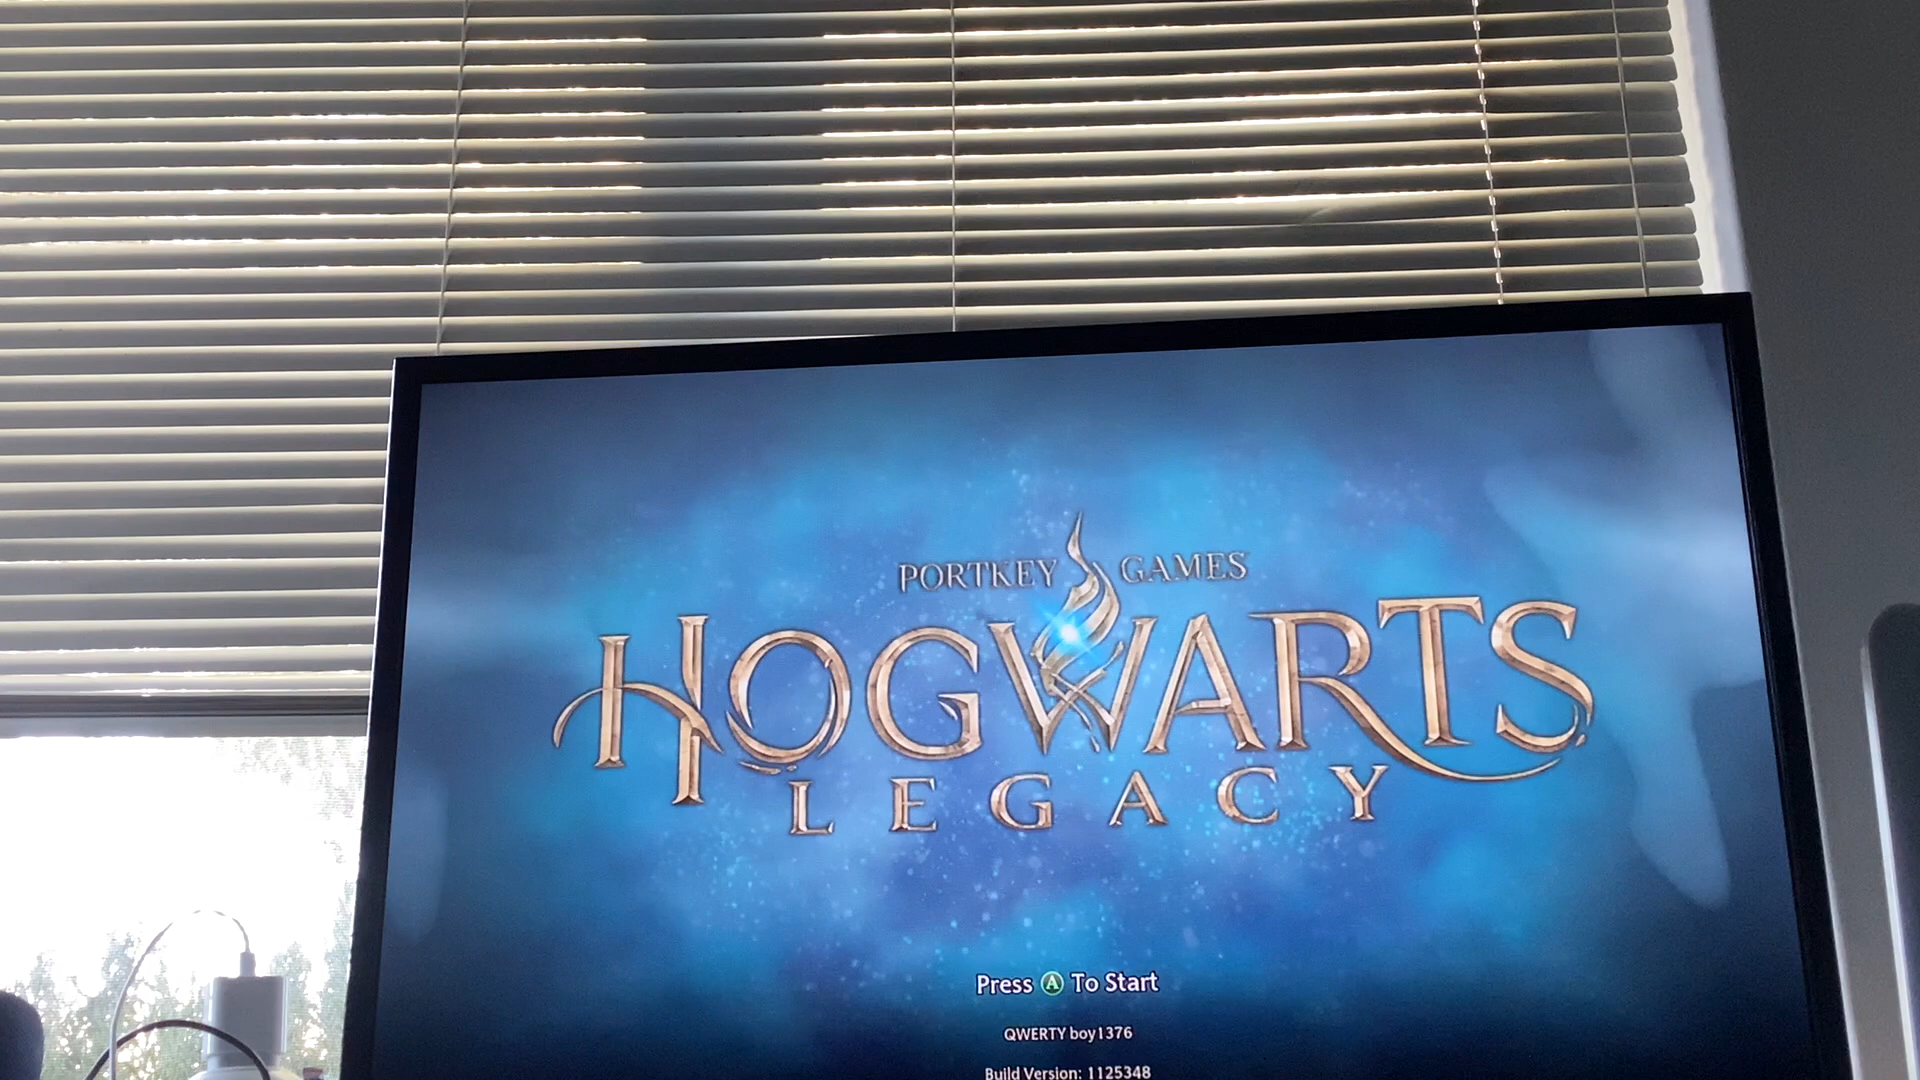 PORTKEY GAMES
HOGWARTS
LEGACY
Press A To Start
QWERTY boy1376
Build Version: 1125348